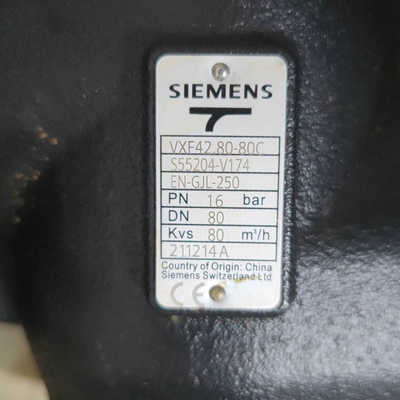 SIEMENS
VXF42.80-80C
S55204-V174
EN-GJL-250
PN 16 bar
DN 80
Kvs 80 m³/h
211214A
Country of Origin: China
Siemens Switzerland Ltd
CE